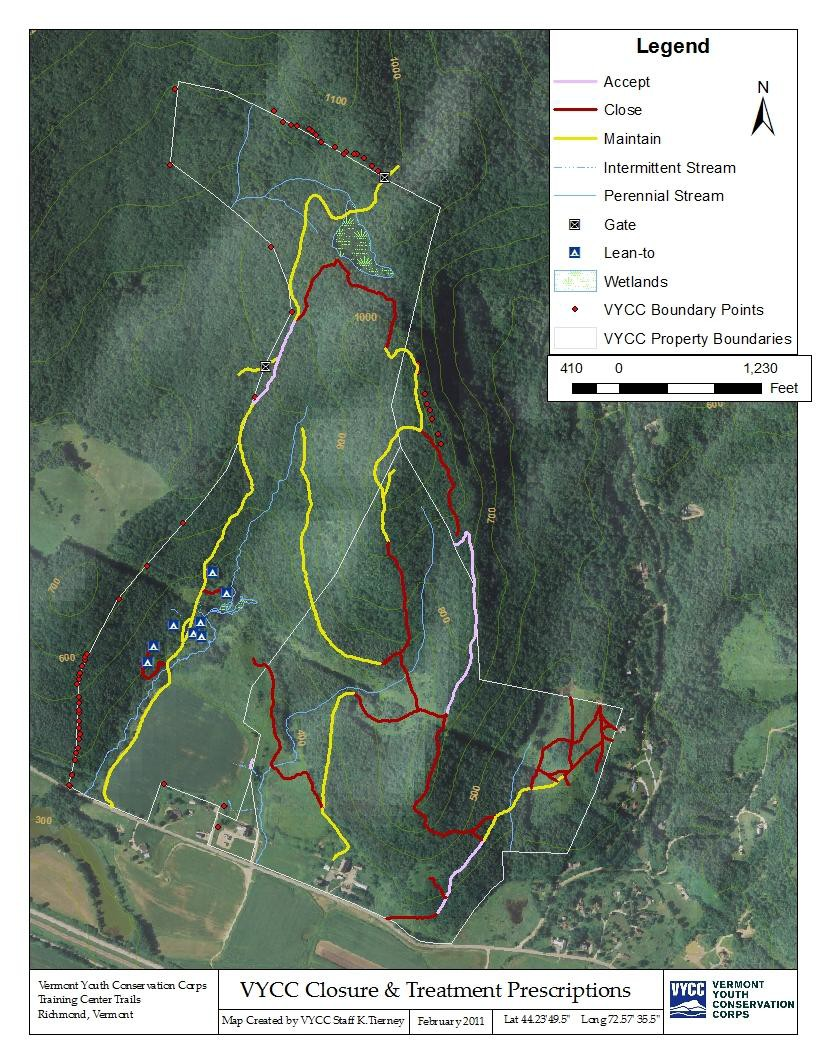 Legend
Accept
Close
Maintain
Intermittent Stream
Perennial Stream
Gate
Lean-to
Wetlands
VYCC Boundary Points
VYCC Property Boundaries
N
410 0 1,230
Feet
1000
1100
1000
900
700
600
700
800
600
400
500
300
Vermont Youth Conservation Corps
Training Center Trails
Richmond, Vermont
VYCC Closure & Treatment Prescriptions
Map Created by VYCC Staff K.Tierney
February 2011
Lat 44.23'49.5" Long 72.57' 35.5"
VYCC
VERMONT
YOUTH
CONSERVATION
CORPS